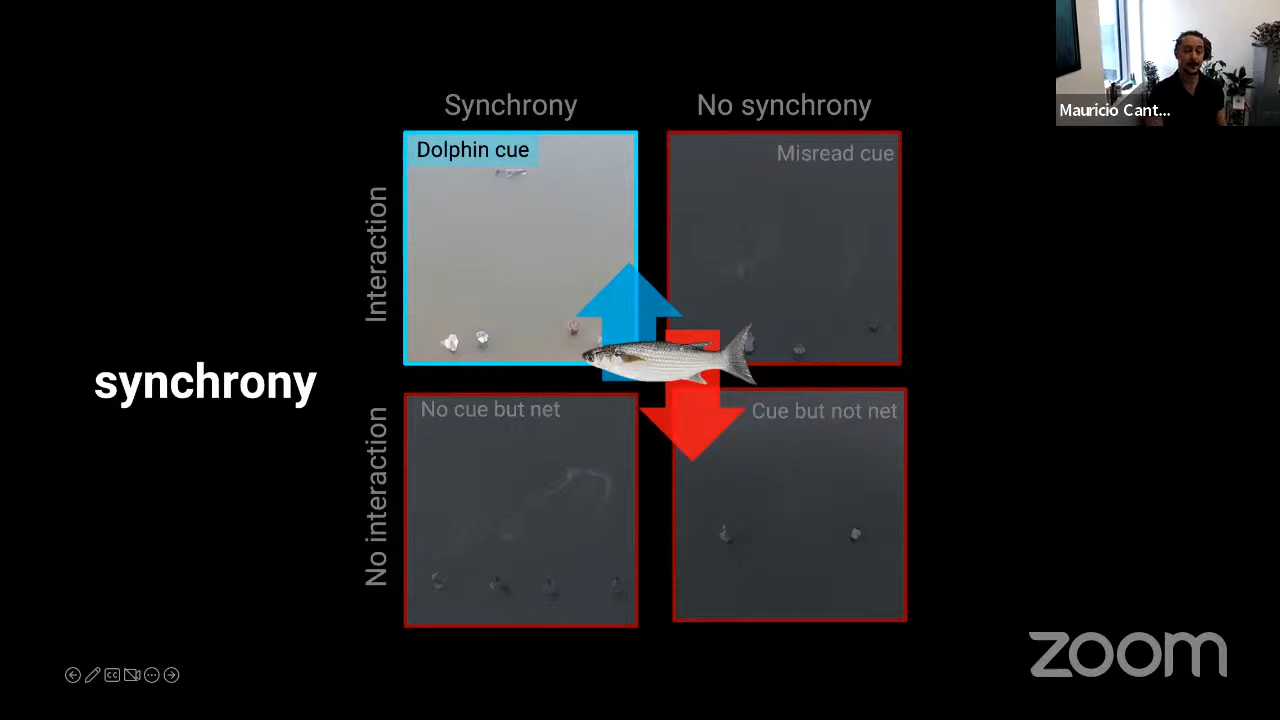 Synchrony
No synchrony
Mauricio Cant...
Dolphin cue
Misread cue
Interaction
synchrony
No cue but net
Cue but not net
No interaction
zoom
CC